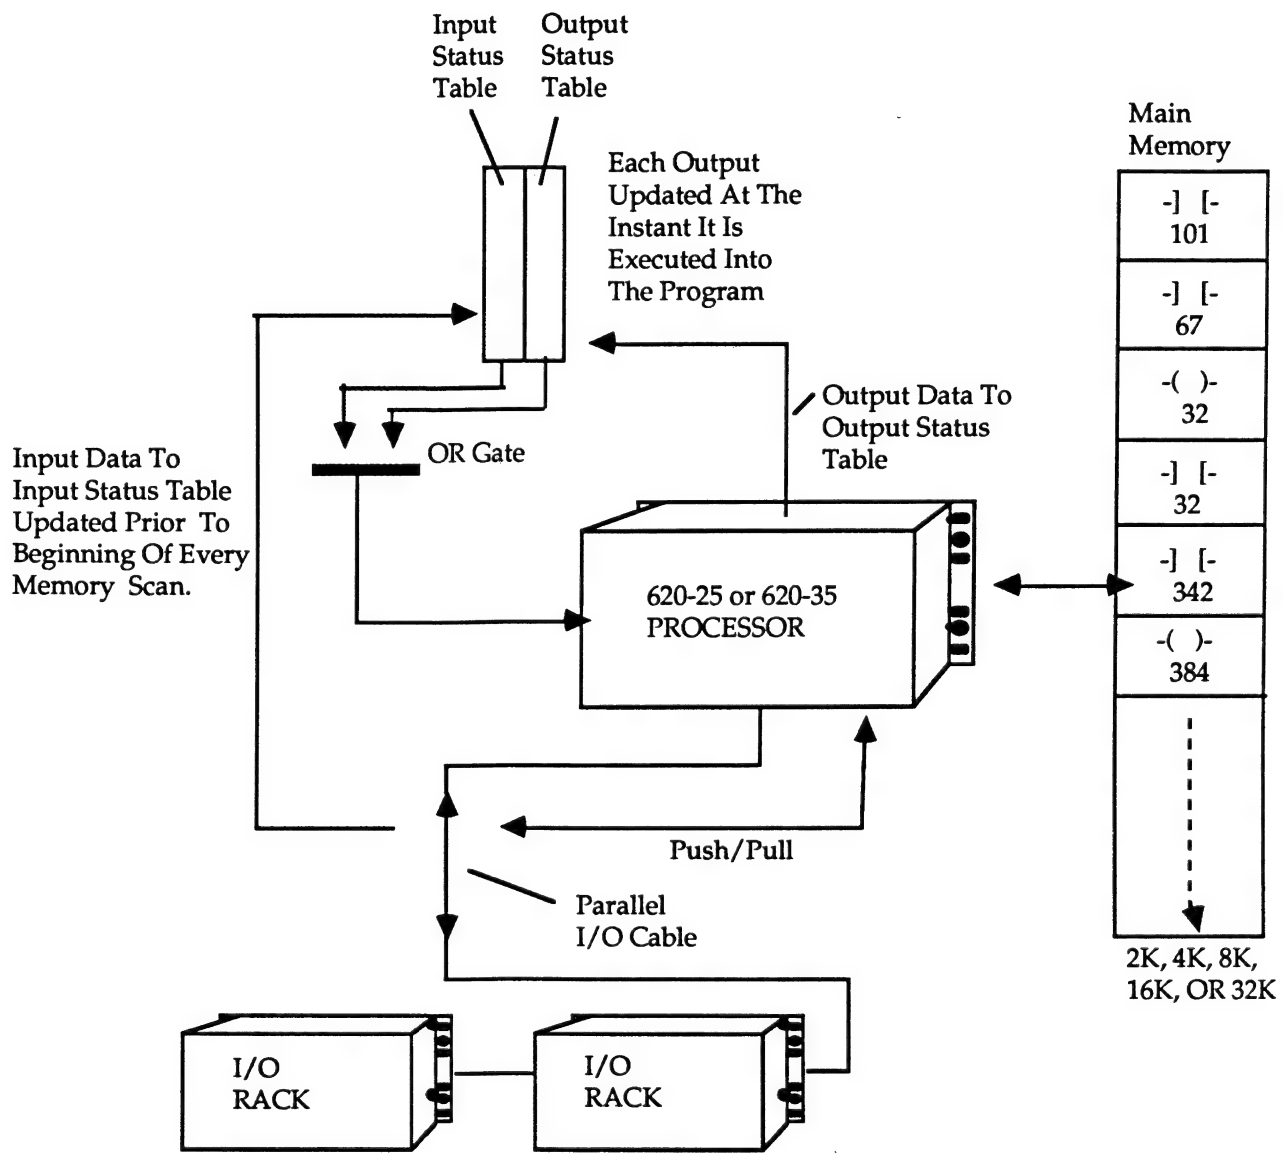 Input
Status
Table
Output
Status
Table
Each Output
Updated At The
Instant It Is
Executed Into
The Program
Main
Memory
-] [-
101
-] [-
67
-( )-
32
-] [-
32
-] [-
342
-( )-
384
2K, 4K, 8K,
16K, OR 32K
Output Data To
Output Status
Table
OR Gate
Input Data To
Input Status Table
Updated Prior To
Beginning Of Every
Memory Scan.
620-25 or 620-35
PROCESSOR
Push/Pull
Parallel
I/O Cable
I/O
RACK
I/O
RACK